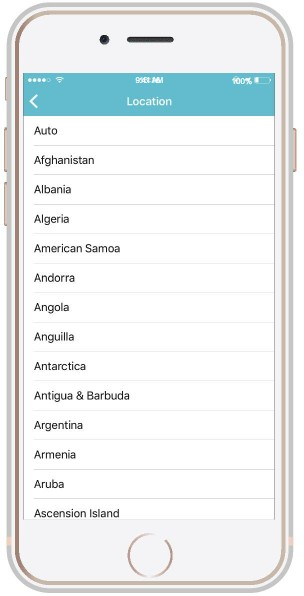 100%
Location
Auto
Afghanistan
Albania
Algeria
American Samoa
Andorra
Angola
Anguilla
Antarctica
Antigua & Barbuda
Argentina
Armenia
Aruba
Ascension Island